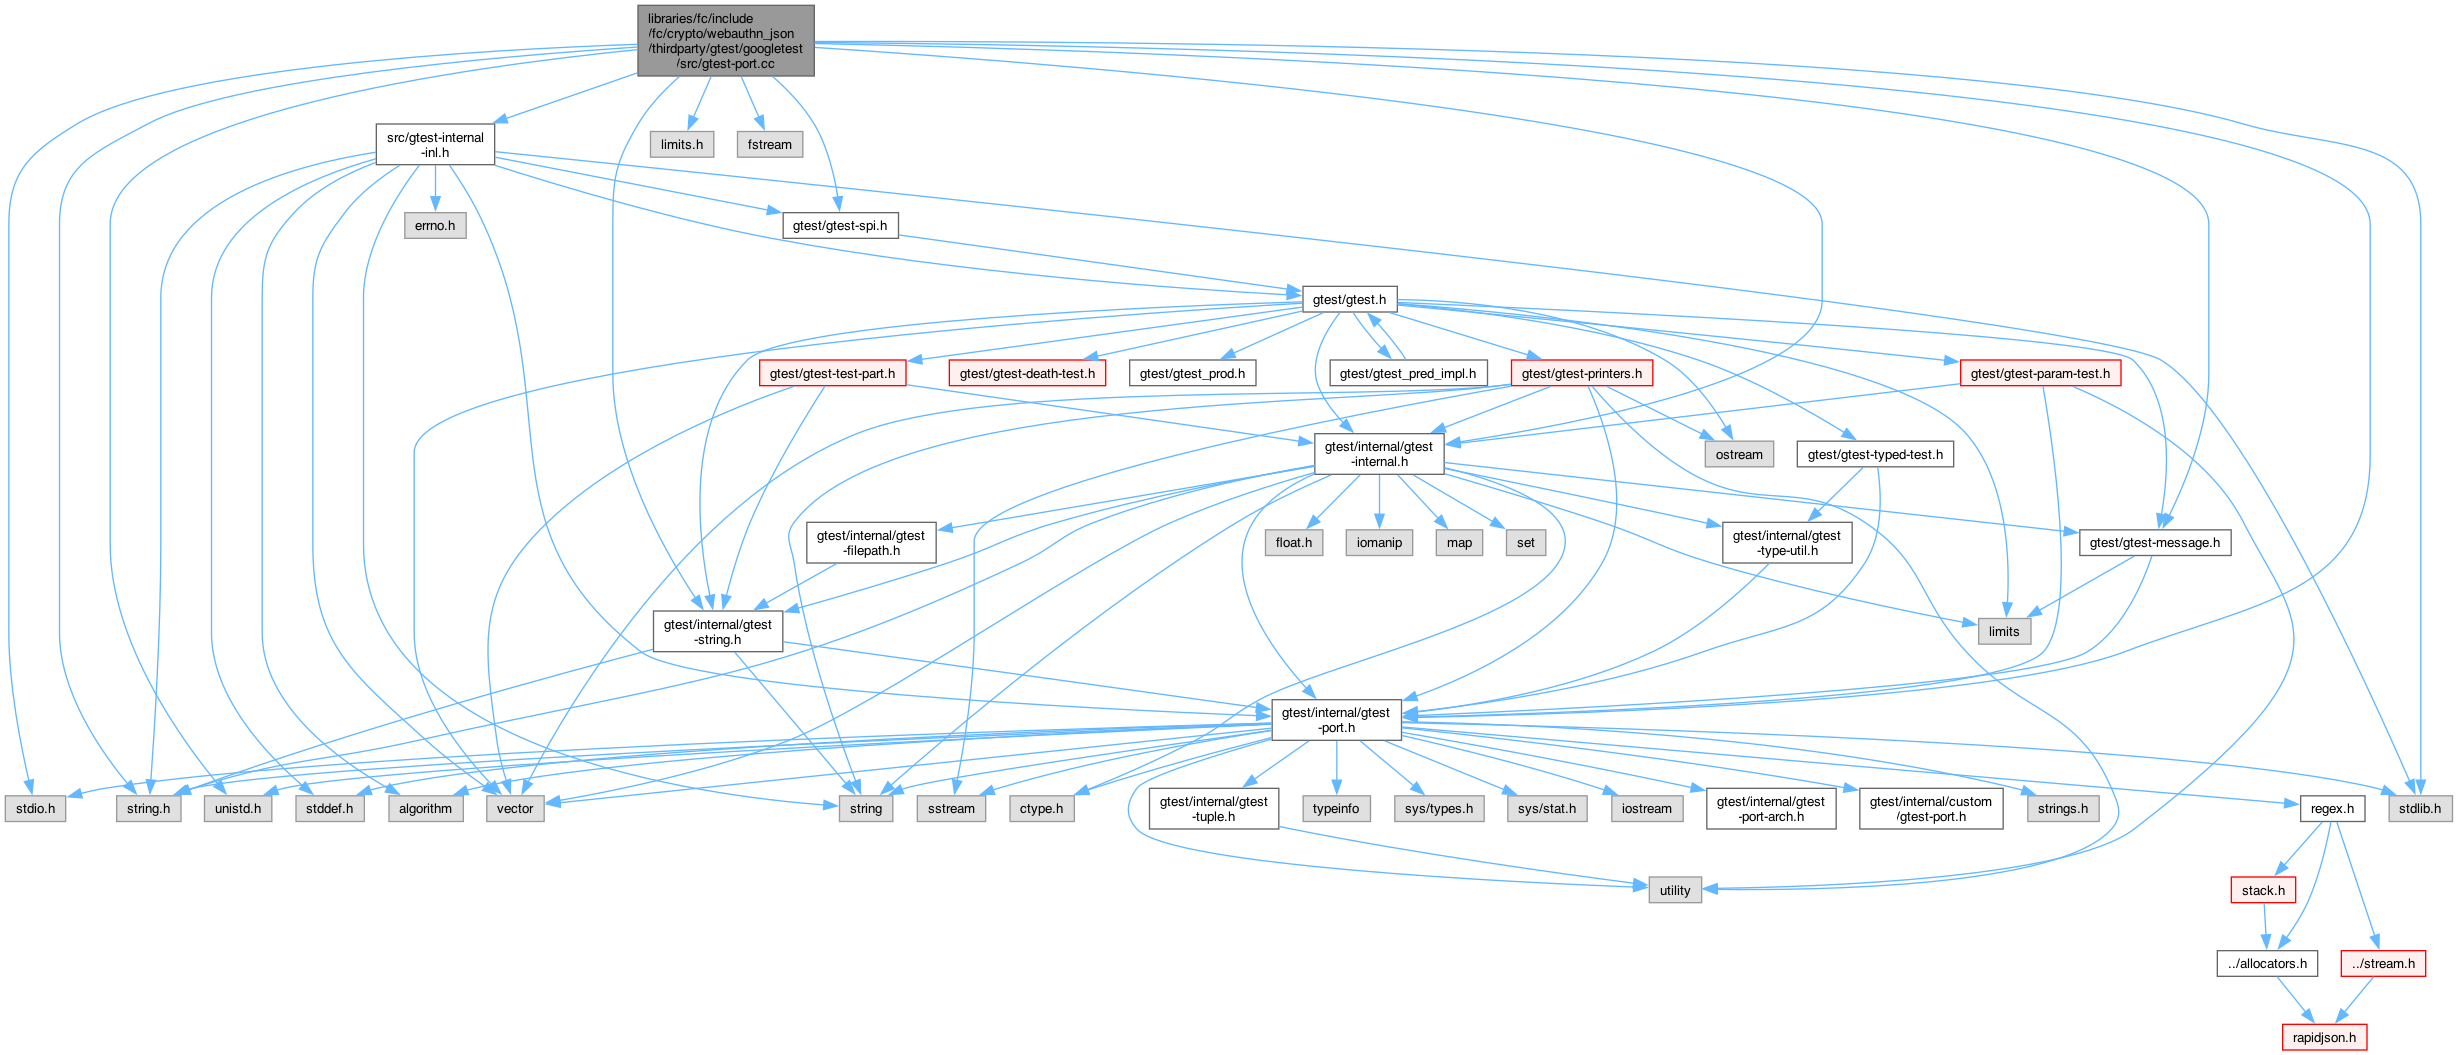 libraries/fc/include
/fc/crypto/webauthn_json
/thirdparty/gtest/googletest
/src/gtest-port.cc
src/gtest-internal
-inl.h
limits.h
fstream
errno.h
gtest/gtest-spi.h
gtest/gtest.h
gtest/gtest-test-part.h
gtest/gtest-death-test.h
gtest/gtest_prod.h
gtest/gtest_pred_impl.h
gtest/gtest-printers.h
gtest/gtest-param-test.h
gtest/internal/gtest
-internal.h
ostream
gtest/gtest-typed-test.h
gtest/internal/gtest
-filepath.h
float.h
iomanip
map
set
gtest/internal/gtest
-type-util.h
gtest/gtest-message.h
gtest/internal/gtest
-string.h
limits
gtest/internal/gtest
-port.h
stdio.h
string.h
unistd.h
stddef.h
algorithm
vector
string
sstream
ctype.h
gtest/internal/gtest
-tuple.h
typeinfo
sys/types.h
sys/stat.h
iostream
gtest/internal/gtest
-port-arch.h
gtest/internal/custom
/gtest-port.h
strings.h
regex.h
stdlib.h
utility
stack.h
../allocators.h
../stream.h
rapidjson.h